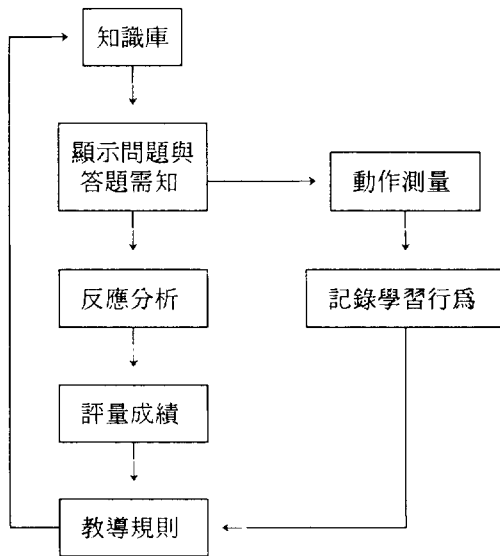 知識庫
顯示問題與
答題需知
動作測量
反應分析
記錄學習行爲
評量成績
教導規則